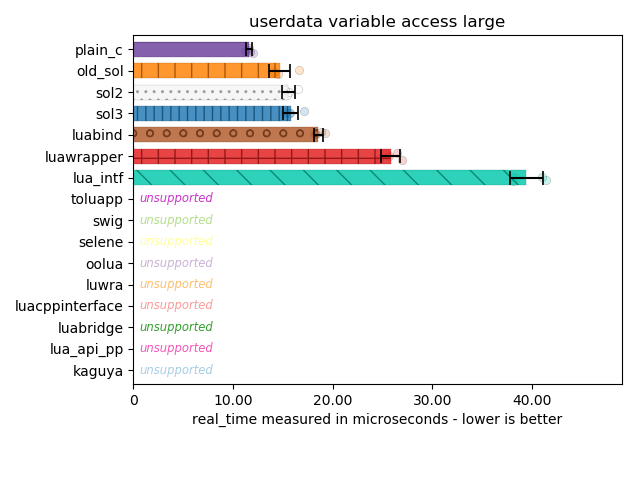 userdata variable access large
plain_c
old_sol
sol2
sol3
luabind
luawrapper
lua_intf
toluapp unsupported
swig unsupported
selene unsupported
oolua unsupported
luwra unsupported
luacppinterface unsupported
luabridge unsupported
lua_api_pp unsupported
kaguya unsupported
0 10.00 20.00 30.00 40.00
real_time measured in microseconds - lower is better